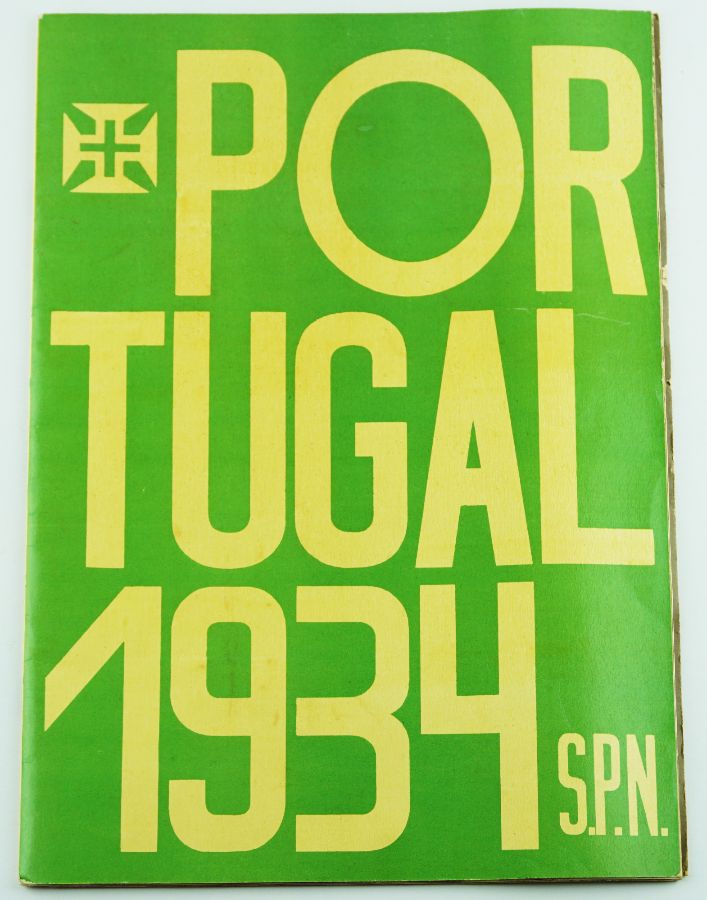 POR
TUGAL
1934
S.P.N.